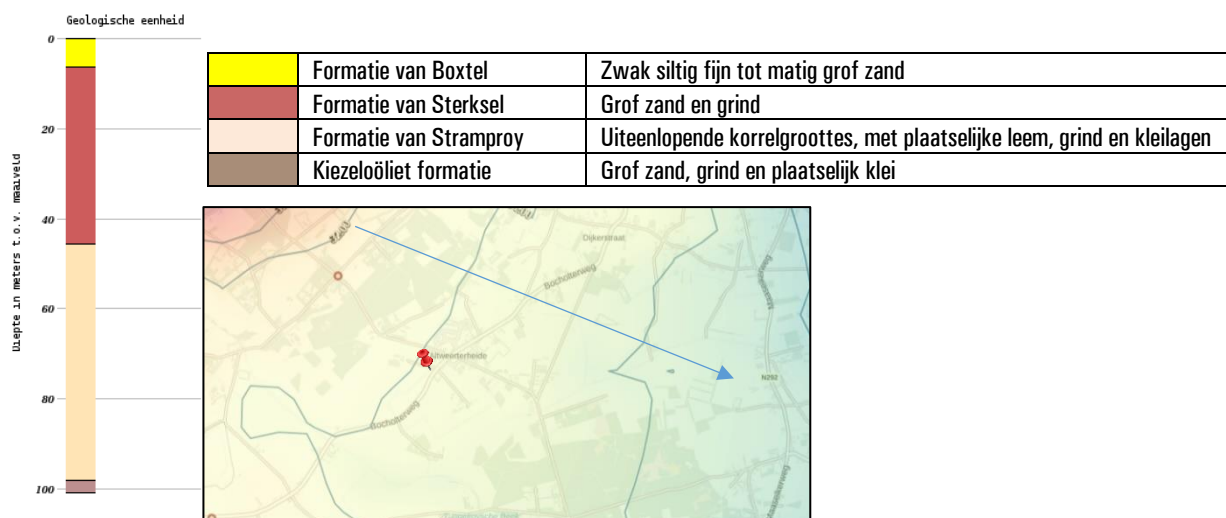 Geologische eenheid
0
20
40
60
80
100
Diepte in meters t.o.v. maaiveld
Formatie van Boxtel Zwak siltig fijn tot matig grof zand
Formatie van Sterksel Grof zand en grind
Formatie van Stramproy Uiteenlopende korrelgroottes, met plaatselijke leem, grind en kleilagen
Kiezeloöliet formatie Grof zand, grind en plaatselijk klei
Dijkerstraat
Bocholterweg
Bocholterweg
N292